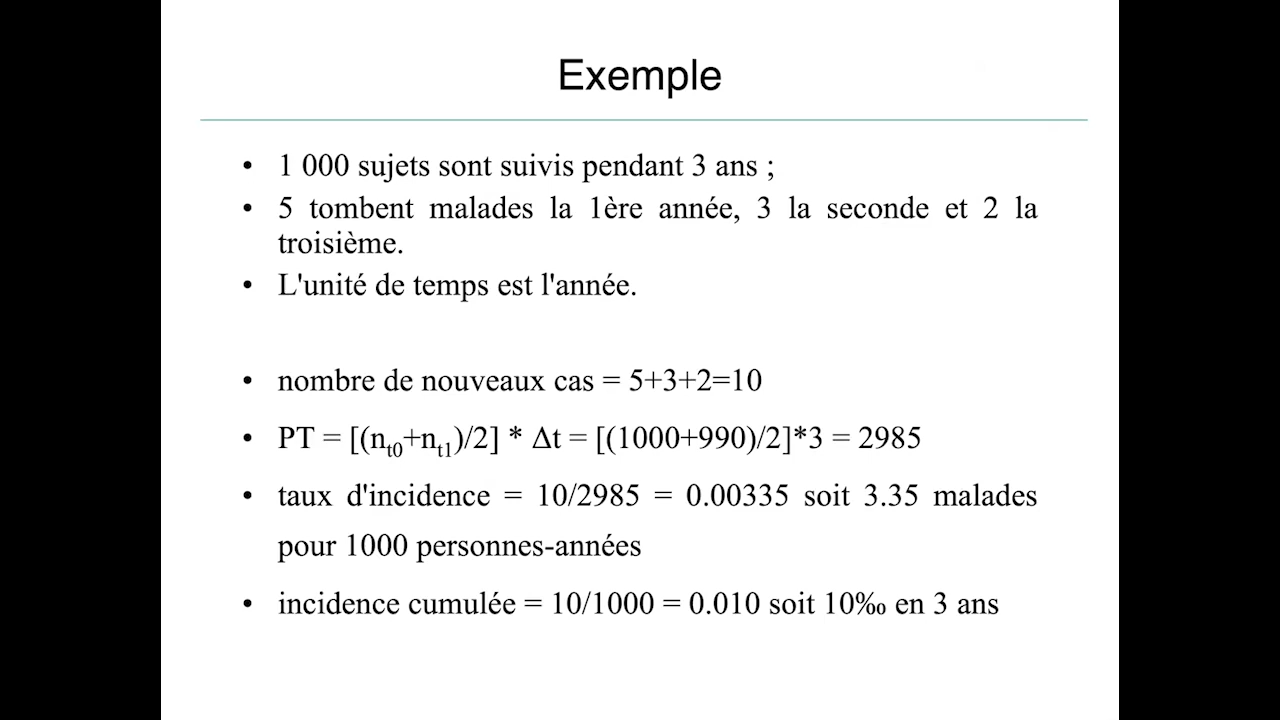 Exemple
• 1 000 sujets sont suivis pendant 3 ans ;
• 5 tombent malades la 1ère année, 3 la seconde et 2 la
troisième.
• L'unité de temps est l'année.
• nombre de nouveaux cas = 5+3+2=10
• PT = [(nt0+nt1)/2] * Δt = [(1000+990)/2]*3 = 2985
• taux d'incidence = 10/2985 = 0.00335 soit 3.35 malades
pour 1000 personnes-années
• incidence cumulée = 10/1000 = 0.010 soit 10‰ en 3 ans